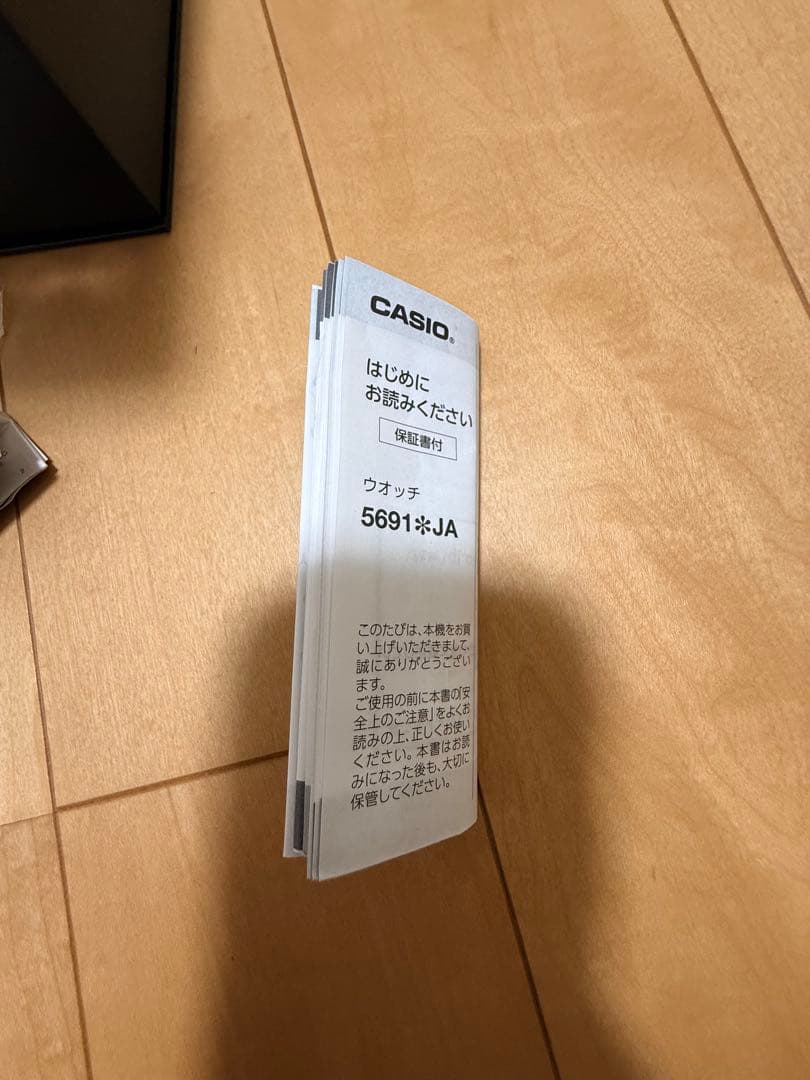 CASIO®
はじめに
お読みください
保証書付
ウオッチ
5691✻JA
このたびは、本機をお買
い上げいただきまして、
誠にありがとうござい
ます。
ご使用の前に本書の「安
全上のご注意」をよくお
読みの上、正しくお使い
ください。本書はお読
みになった後も、大切に
保管してください。